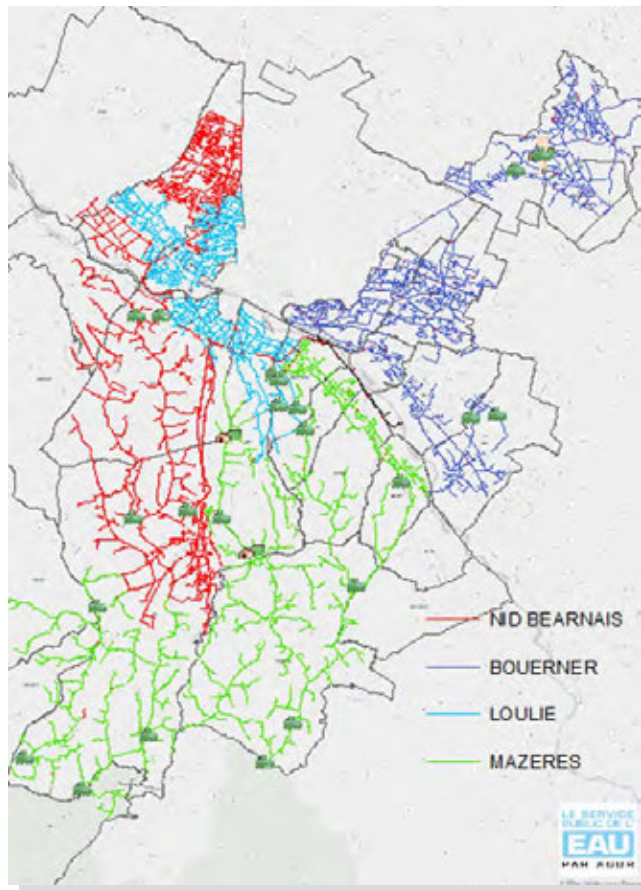 NID BEARNAIS
BOUERNER
LOULIE
MAZERES
LE SERVICE
PUBLIC DE L'
EAU
PAR AGUR